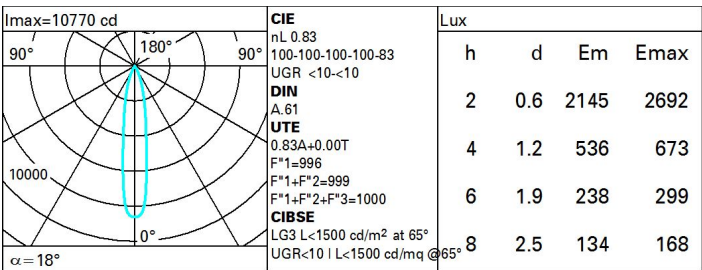 Imax=10770 cd
90°
180°
90°
10000
0°
α=18°
CIE
nL 0.83
100-100-100-100-83
UGR <10-<10
DIN
A.61
UTE
0.83A+0.00T
F"1=996
F"1+F"2=999
F"1+F"2+F"3=1000
CIBSE
LG3 L<1500 cd/m² at 65°
UGR<10 | L<1500 cd/mq @65°
Lux
h d Em Emax
2 0.6 2145 2692
4 1.2 536 673
6 1.9 238 299
8 2.5 134 168